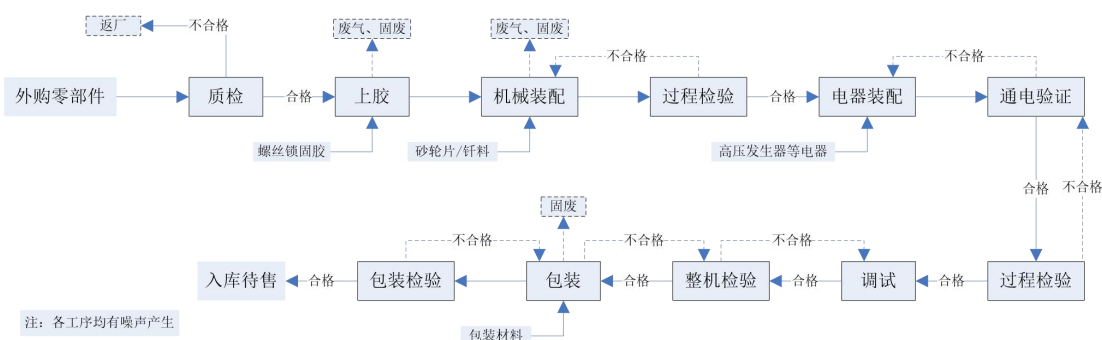 返厂
不合格
废气、固废
废气、固废
不合格
不合格
外购零部件
质检
合格
上胶
机械装配
过程检验
合格
电器装配
通电验证
螺丝锁固胶
砂轮片/钎料
高压发生器等电器
合格
不合格
固废
不合格
不合格
不合格
入库待售
合格
包装检验
包装
合格
整机检验
合格
调试
合格
过程检验
注：各工序均有噪声产生
包装材料